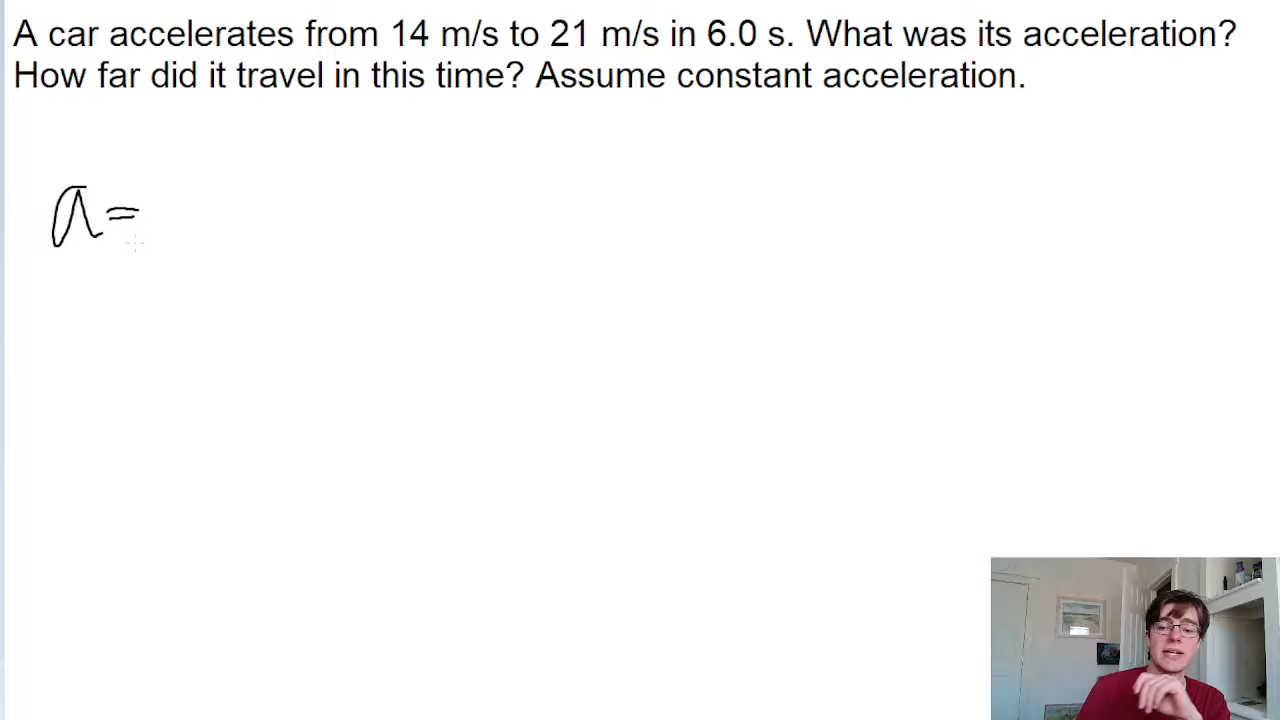 A car accelerates from 14 m/s to 21 m/s in 6.0 s. What was its acceleration?
How far did it travel in this time? Assume constant acceleration.
a=